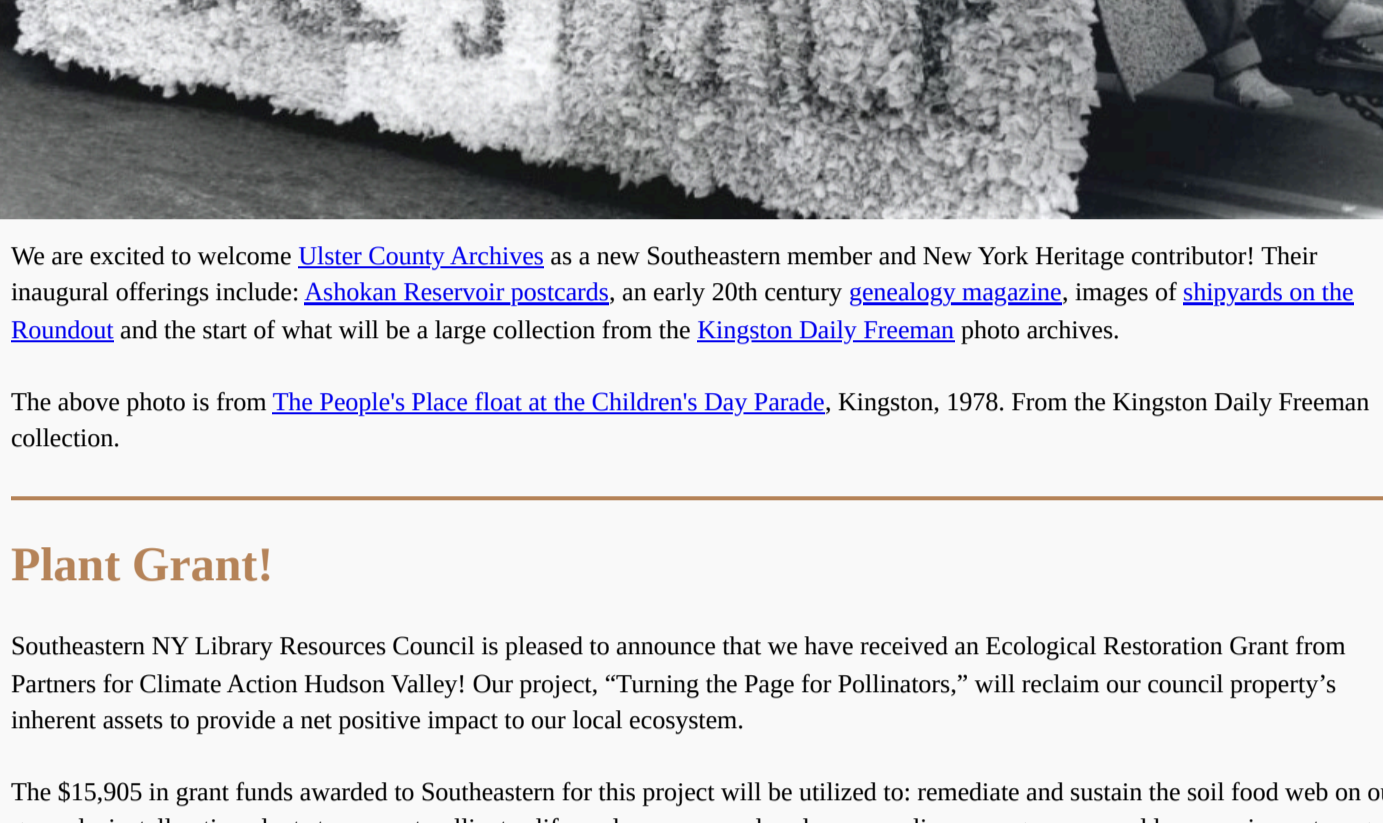 We are excited to welcome Ulster County Archives as a new Southeastern member and New York Heritage contributor! Their
inaugural offerings include: Ashokan Reservoir postcards, an early 20th century genealogy magazine, images of shipyards on the
Roundout and the start of what will be a large collection from the Kingston Daily Freeman photo archives.
The above photo is from The People's Place float at the Children's Day Parade, Kingston, 1978. From the Kingston Daily Freeman
collection.
Plant Grant!
Southeastern NY Library Resources Council is pleased to announce that we have received an Ecological Restoration Grant from
Partners for Climate Action Hudson Valley! Our project, “Turning the Page for Pollinators,” will reclaim our council property’s
inherent assets to provide a net positive impact to our local ecosystem.
The $15,905 in grant funds awarded to Southeastern for this project will be utilized to: remediate and sustain the soil food web on